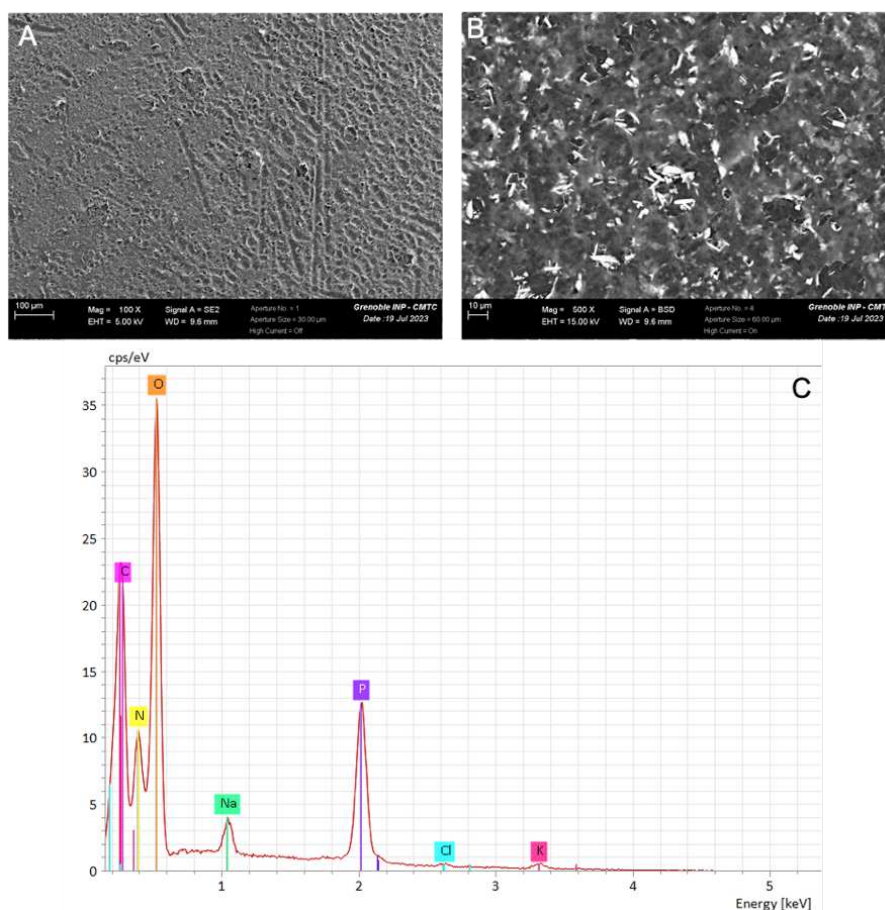 A
100 µm
Mag = 100 X
Signal A = SE2
Aperture No. = 1
Grenoble INP - CMTC
EHT = 5.00 kV
WD = 9.6 mm
Aperture Size = 30.00 µm
Date :19 Jul 2023
High Current = Off
B
10 µm
Mag = 500 X
Signal A = BSD
Aperture No. = 4
Grenoble INP - CMTC
EHT = 15.00 kV
WD = 9.6 mm
Aperture Size = 60.00 µm
Date :19 Jul 2023
High Current = On
cps/eV
C
O
35
30
25
C
20
15
P
N
10
5
Na
Cl
K
0
1
2
3
4
5
Energy [keV]